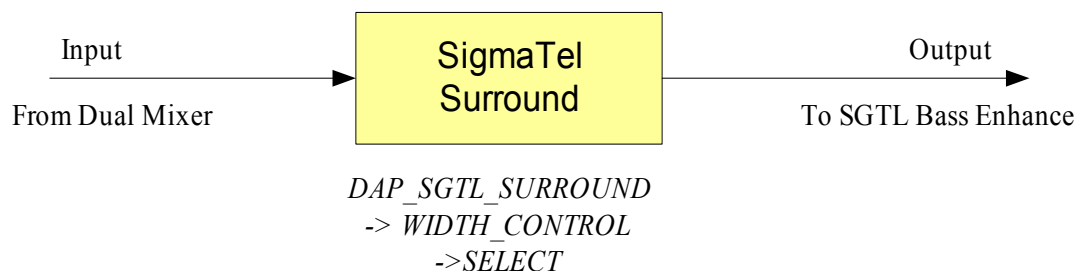 Input
From Dual Mixer
SigmaTel
Surround
Output
To SGTL Bass Enhance
DAP_SGTL_SURROUND
-> WIDTH_CONTROL
->SELECT